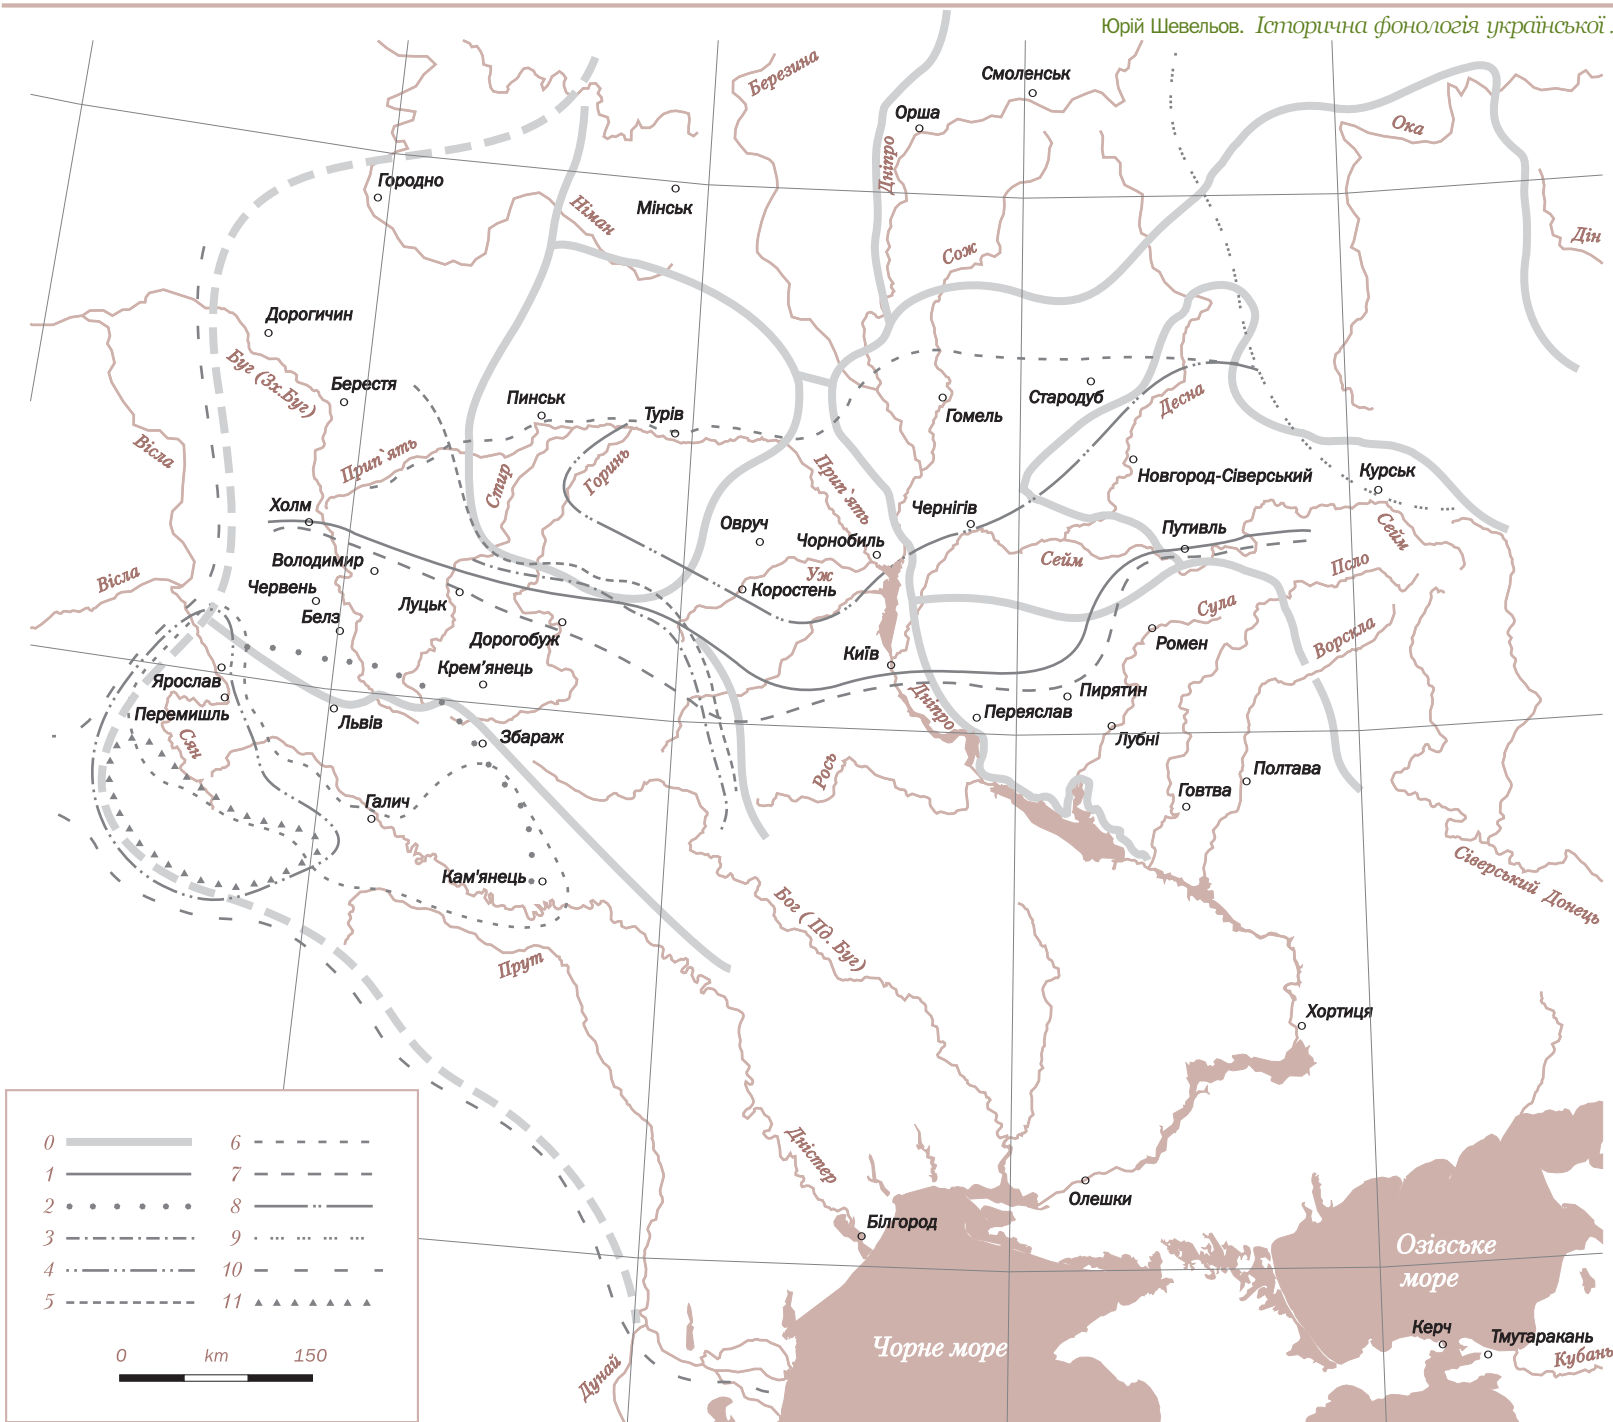 Юрій Шевельов. Історична фонологія української
Березина
Смоленськ
Орша
Ока
Дніпро
Городно
Мінськ
Німан
Сож
Дін
Дорогичин
Буг (Зх.Буг)
Берестя
Пинськ
Турів
Гомель
Стародуб
Десна
Вісла
Прип`ять
Стир
Горинь
Прип`ять
Новгород-Сіверський
Курськ
Холм
Овруч
Чернігів
Путивль
Сейм
Чорнобиль
Сейм
Володимир
Уж
Псло
Вісла
Червень
Луцьк
Коростень
Сула
Белз
Дорогобуж
Ромен
Ворскла
Київ
Крем’янець
Ярослав
Пирятин
Перемишль
Львів
Дніпро
Переяслав
Сян
Збараж
Лубні
Рось
Полтава
Галич
Говтва
Кам'янець
Сіверський Донець
Бог ( Пд. Буг)
Прут
Хортиця
0
1
2
3
4
5
6
7
8
9
10
11
Дністер
Олешки
Білгород
Озівське
море
Керч
Тмутаракань
Чорне море
Кубань
Дунай
0 km 150